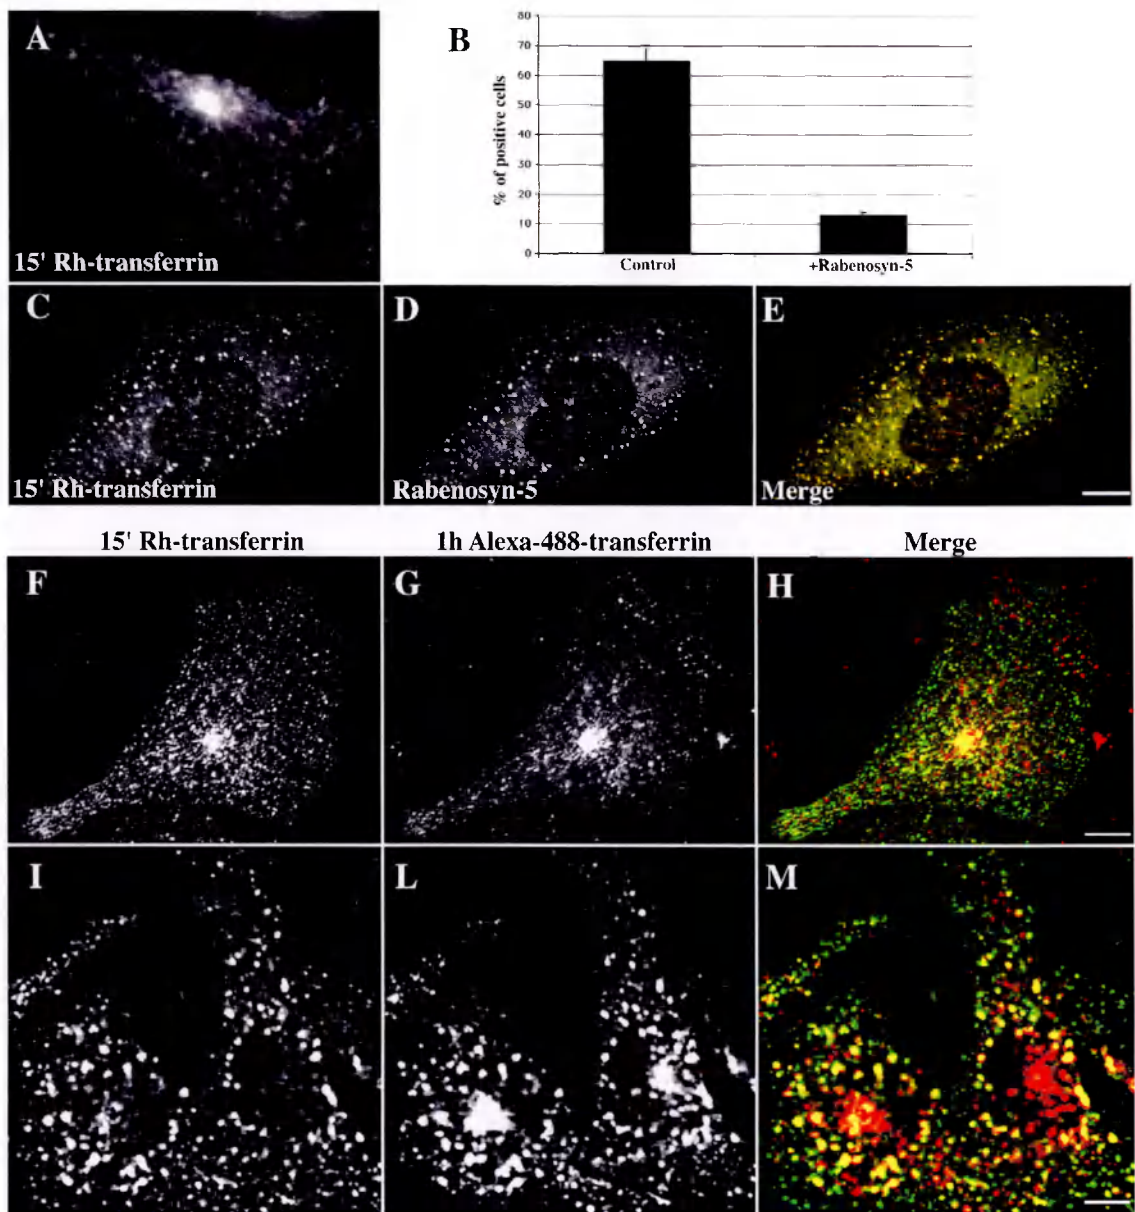 A
15' Rh-transferrin
B
80
70
60
50
40
30
20
10
0
% of positive cells
Control
+Rabenosyn-5
C
15' Rh-transferrin
D
Rabenosyn-5
E
Merge
15' Rh-transferrin
1h Alexa-488-transferrin
Merge
F
G
H
I
L
M